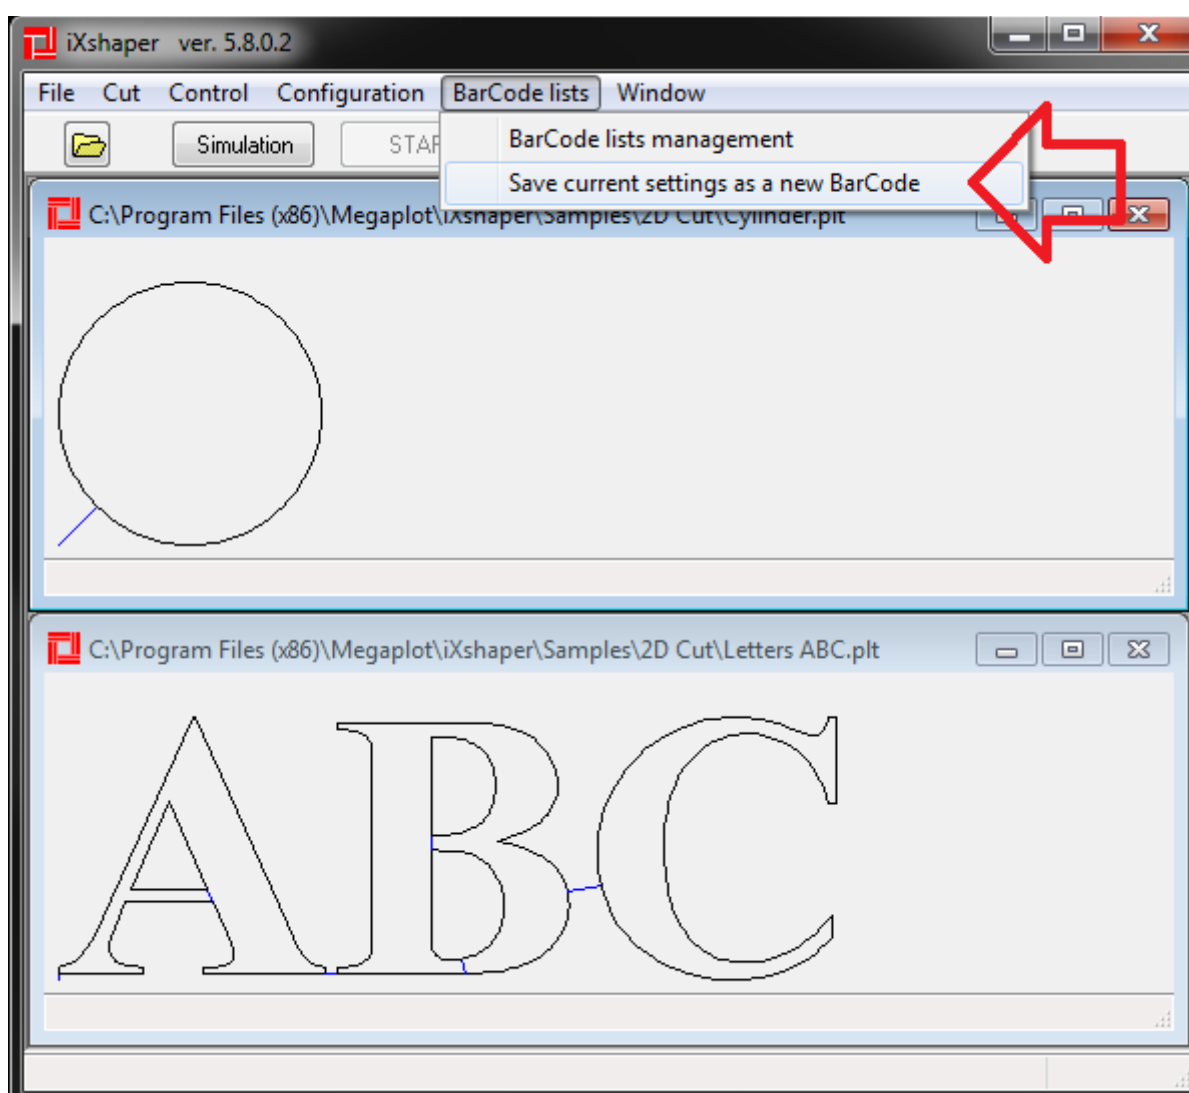 iXshaper ver. 5.8.0.2
File Cut Control Configuration BarCode lists Window
Simulation
BarCode lists management
Save current settings as a new BarCode
C:\Program Files (x86)\Megaplot\iXshaper\Samples\2D Cut\Cylinder.plt
C:\Program Files (x86)\Megaplot\iXshaper\Samples\2D Cut\Letters ABC.plt
ABC